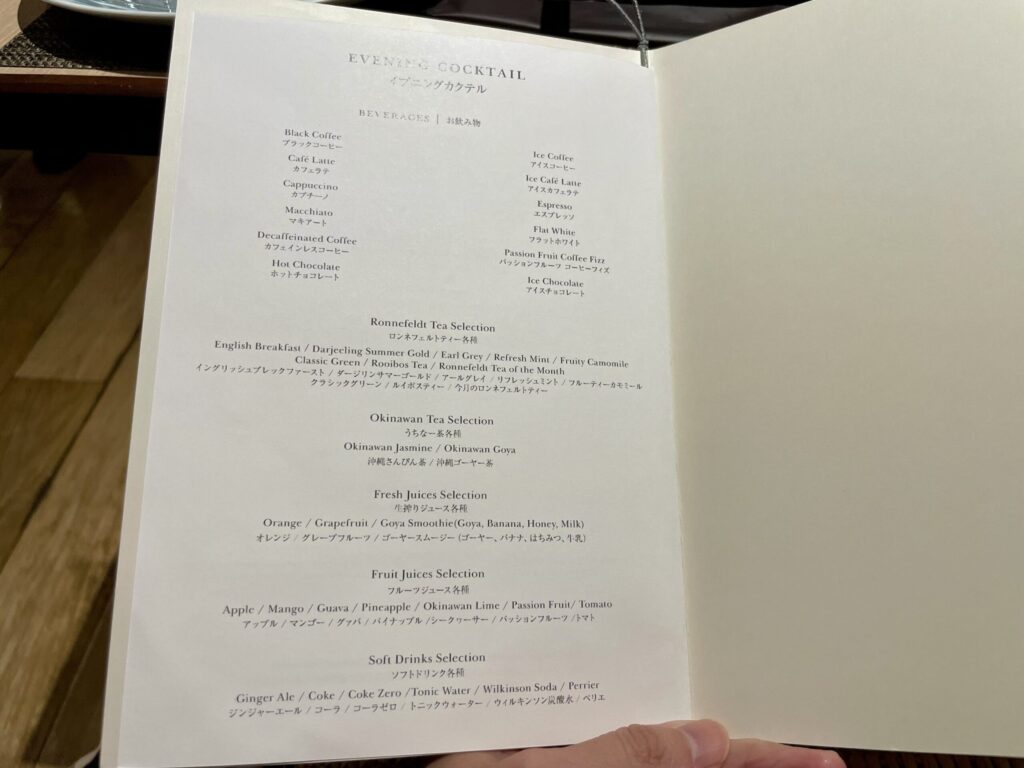 EVENING COCKTAIL
イブニングカクテル
BEVERAGES | お飲み物
Black Coffee
ブラックコーヒー
Café Latte
カフェラテ
Cappuccino
カプチーノ
Macchiato
マキアート
Decaffeinated Coffee
カフェインレスコーヒー
Hot Chocolate
ホットチョコレート
Ice Coffee
アイスコーヒー
Ice Café Latte
アイスカフェラテ
Espresso
エスプレッソ
Flat White
フラットホワイト
Passion Fruit Coffee Fizz
パッションフルーツ コーヒーフィズ
Ice Chocolate
アイスチョコレート
Ronnefeldt Tea Selection
ロンネフェルトティー各種
English Breakfast / Darjeeling Summer Gold / Earl Grey / Refresh Mint / Fruity Camomile
Classic Green / Rooibos Tea / Ronnefeldt Tea of the Month
イングリッシュブレックファースト / ダージリンサマーゴールド / アールグレイ / リフレッシュミント / フルーティーカモミール
クラシックグリーン / ルイボスティー / 今月のロンネフェルトティー
Okinawan Tea Selection
うちなー茶各種
Okinawan Jasmine / Okinawan Goya
沖縄さんぴん茶 / 沖縄ゴーヤー茶
Fresh Juices Selection
生搾りジュース各種
Orange / Grapefruit / Goya Smoothie(Goya, Banana, Honey, Milk)
オレンジ / グレープフルーツ / ゴーヤースムージー (ゴーヤー、バナナ、はちみつ、牛乳)
Fruit Juices Selection
フルーツジュース各種
Apple / Mango / Guava / Pineapple / Okinawan Lime / Passion Fruit/ Tomato
アップル / マンゴー / グァバ / パイナップル /シークヮーサー / パッションフルーツ /トマト
Soft Drinks Selection
ソフトドリンク各種
Ginger Ale / Coke / Coke Zero /Tonic Water / Wilkinson Soda / Perrier
ジンジャーエール / コーラ / コーラゼロ / トニックウォーター / ウィルキンソン炭酸水 / ペリエ